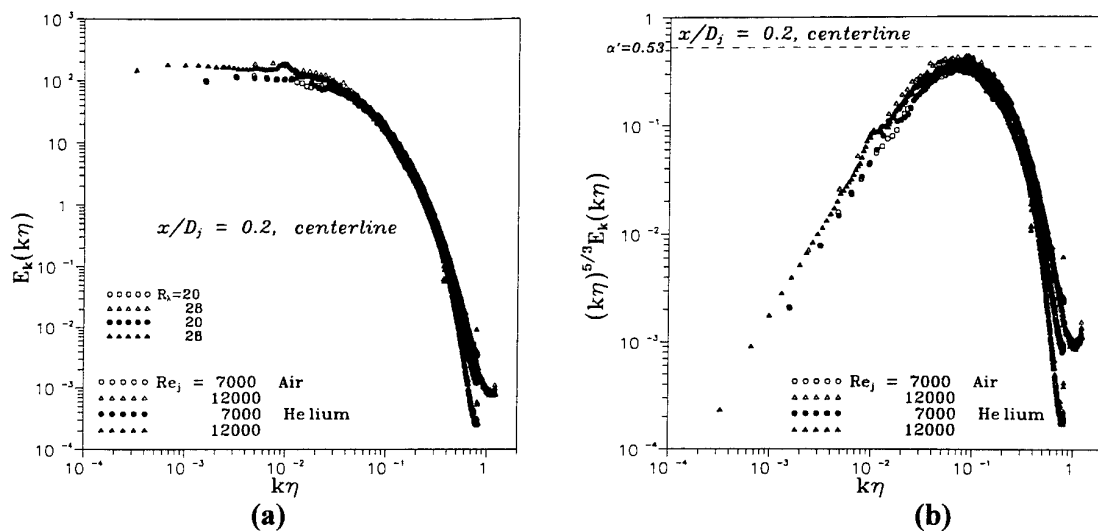 10³
10²
10
1
10⁻¹
10⁻²
10⁻³
10⁻⁴
E_k(kη)
x/D_j = 0.2, centerline
R_λ=20
26
20
26
Re_j = 7000 Air
12000
7000 Helium
12000
10⁻⁴ 10⁻³ 10⁻² 10⁻¹ 1
kη
(a)
1
x/D_j = 0.2, centerline
α'=0.53
10⁻¹
10⁻²
10⁻³
10⁻⁴
(kη)^{5/3}E_k(kη)
Re_j = 7000 Air
12000
7000 Helium
12000
10⁻⁴ 10⁻³ 10⁻² 10⁻¹ 1
kη
(b)